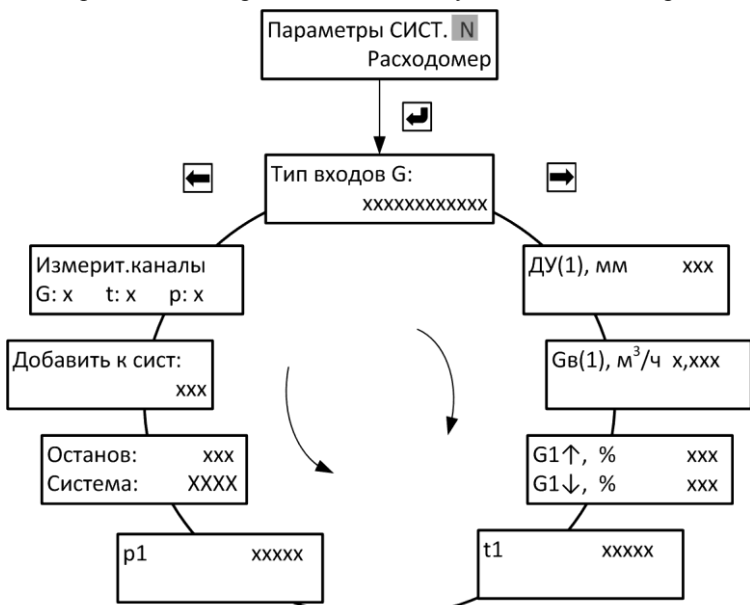 Параметры СИСТ. N
Расходомер
Тип входов G:
xxxxxxxxxxxx
Измерит.каналы
G: x t: x p: x
ДУ(1), мм xxx
Добавить к сист:
xxx
Gв(1), м³/ч x,xxx
Останов: xxx
Система: XXXX
G1↑, % xxx
G1↓, % xxx
p1 xxxxx
t1 xxxxx